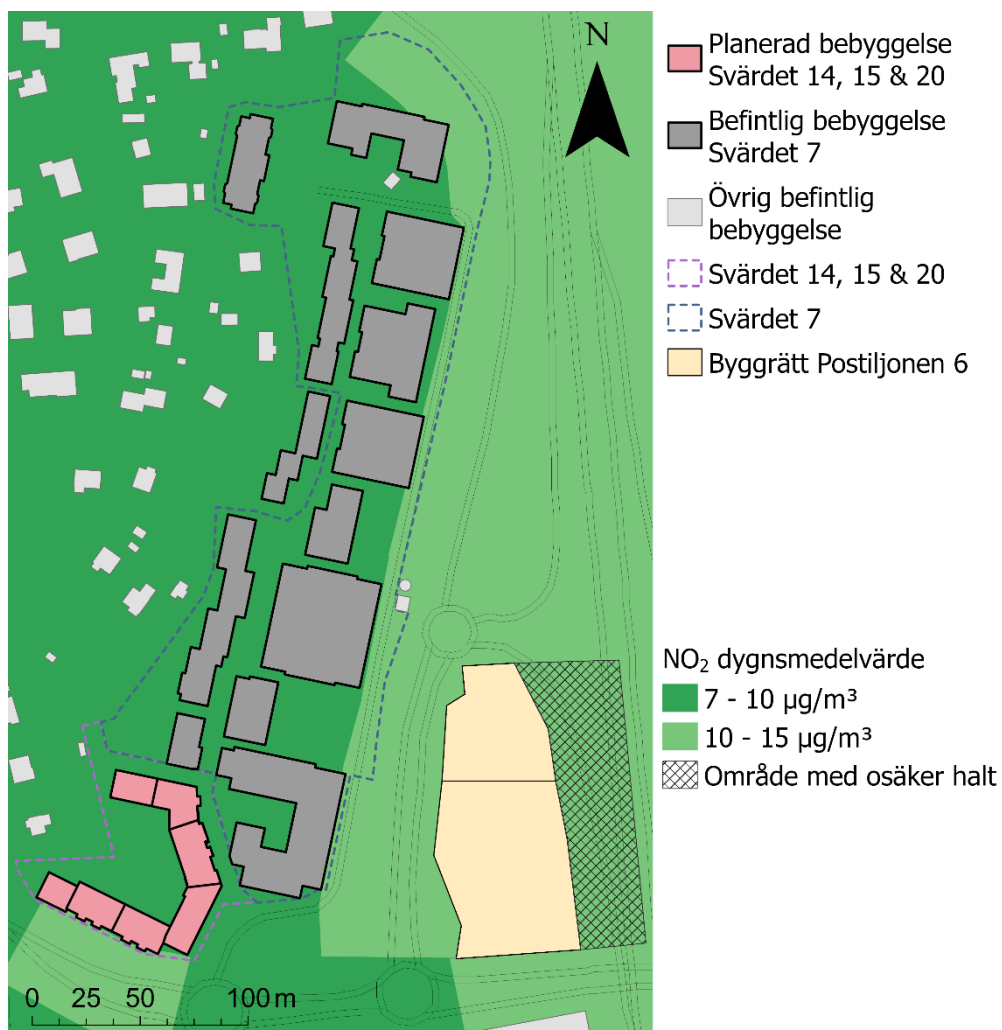 N
Planerad bebyggelse
Svärdet 14, 15 & 20
Befintlig bebyggelse
Svärdet 7
Övrig befintlig
bebyggelse
Svärdet 14, 15 & 20
Svärdet 7
Byggrätt Postiljonen 6
NO₂ dygnsmedelvärde
7 - 10 µg/m³
10 - 15 µg/m³
Område med osäker halt
0 25 50 100 m